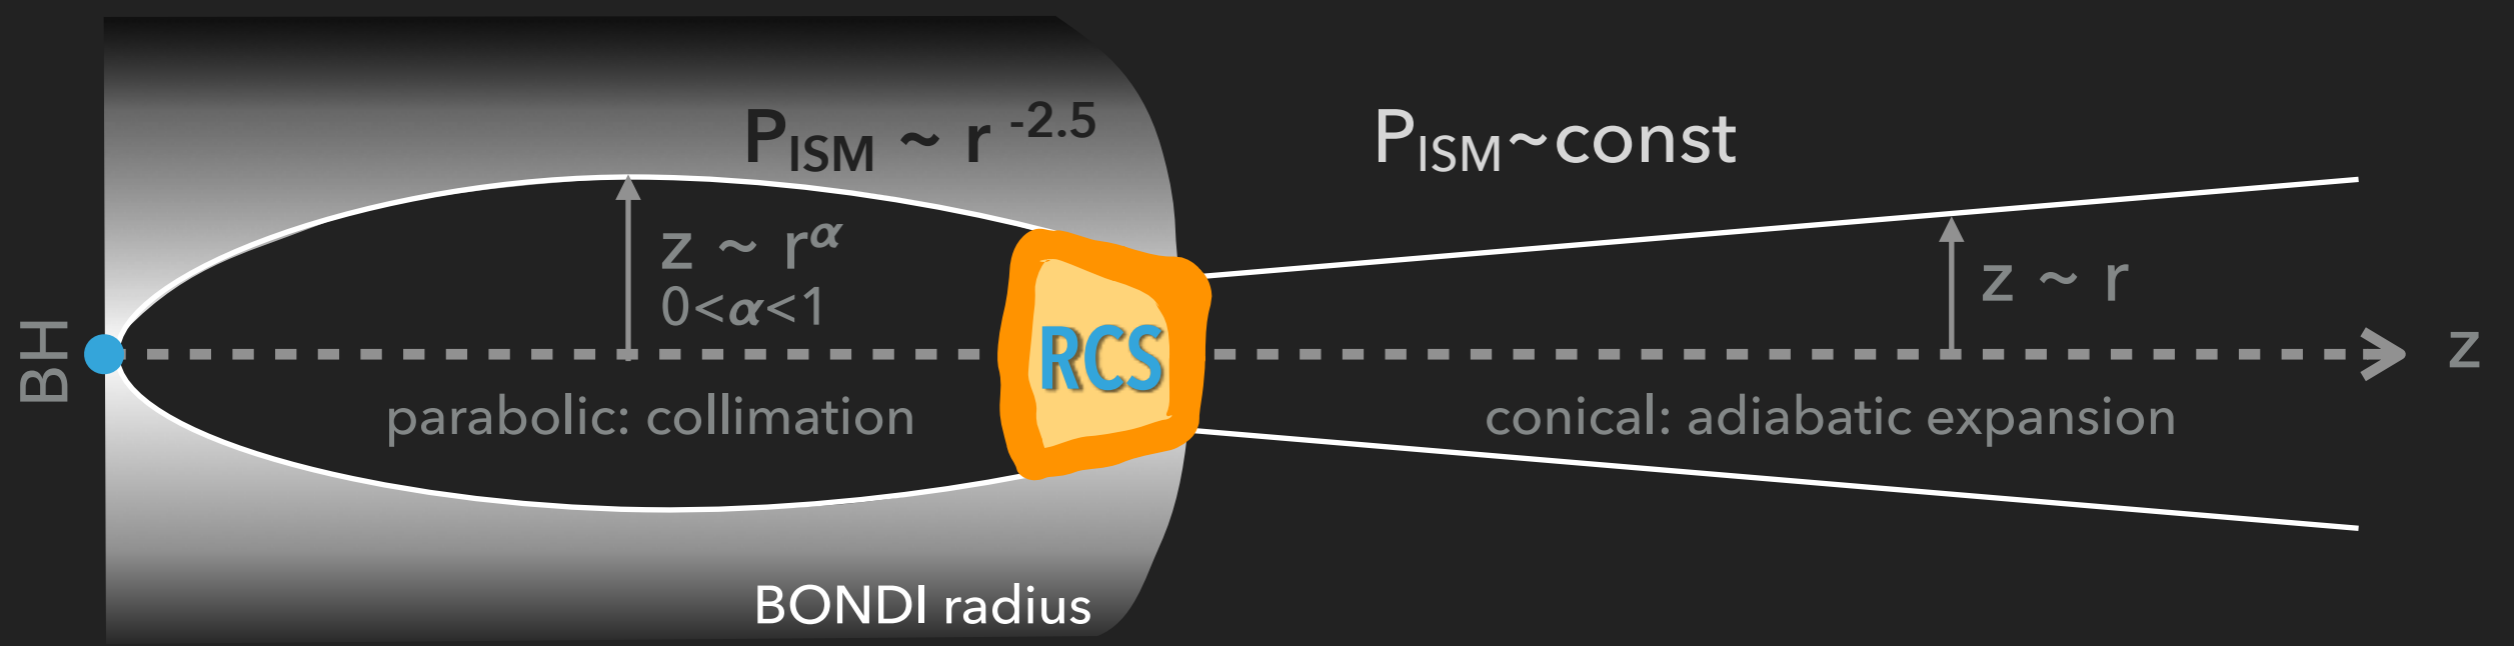 P_ISM ~ r ^-2.5
P_ISM~const
z ~ r^α
0<α<1
z ~ r
BH
RCS
z
parabolic: collimation
conical: adiabatic expansion
BONDI radius